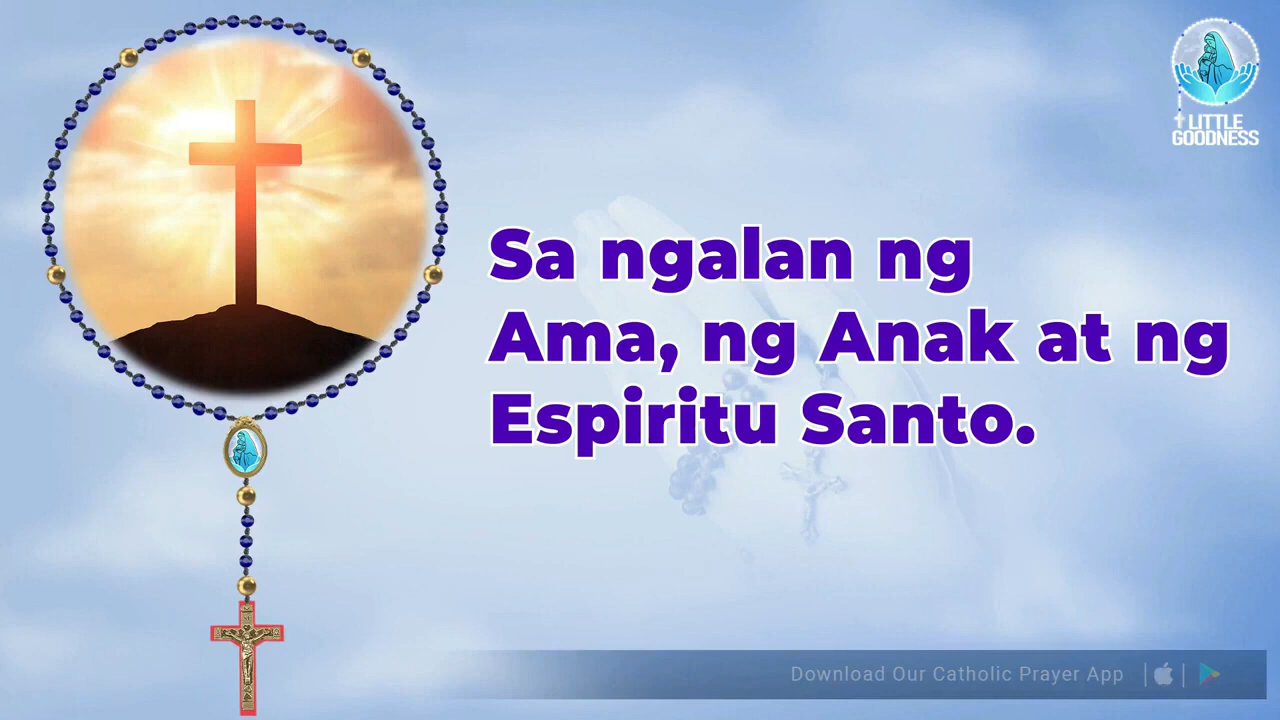 LITTLE
GOODNESS
Sa ngalan ng
Ama, ng Anak at ng
Espiritu Santo.
Download Our Catholic Prayer App